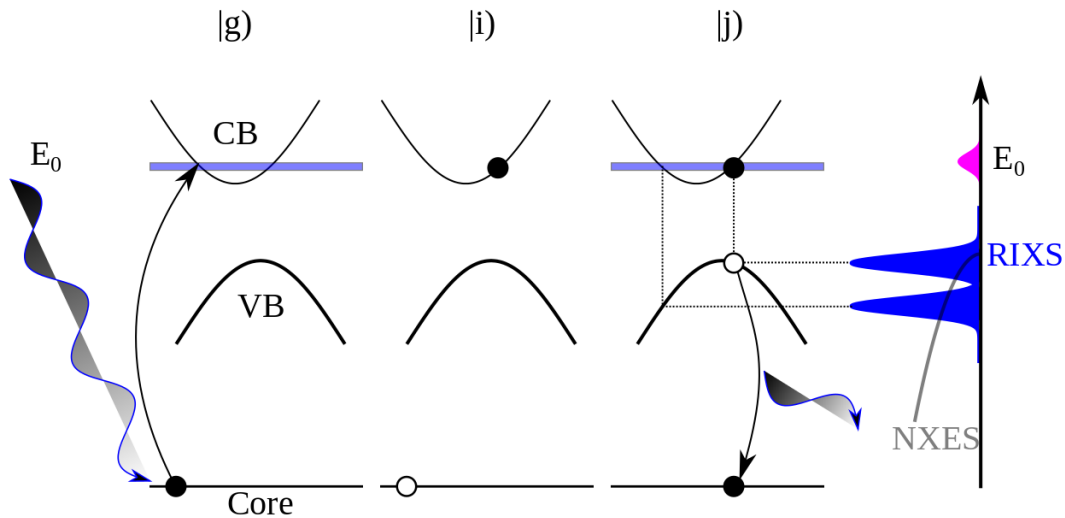 |g)
|i)
|j)
CB
E₀
E₀
RIXS
VB
NXES
Core